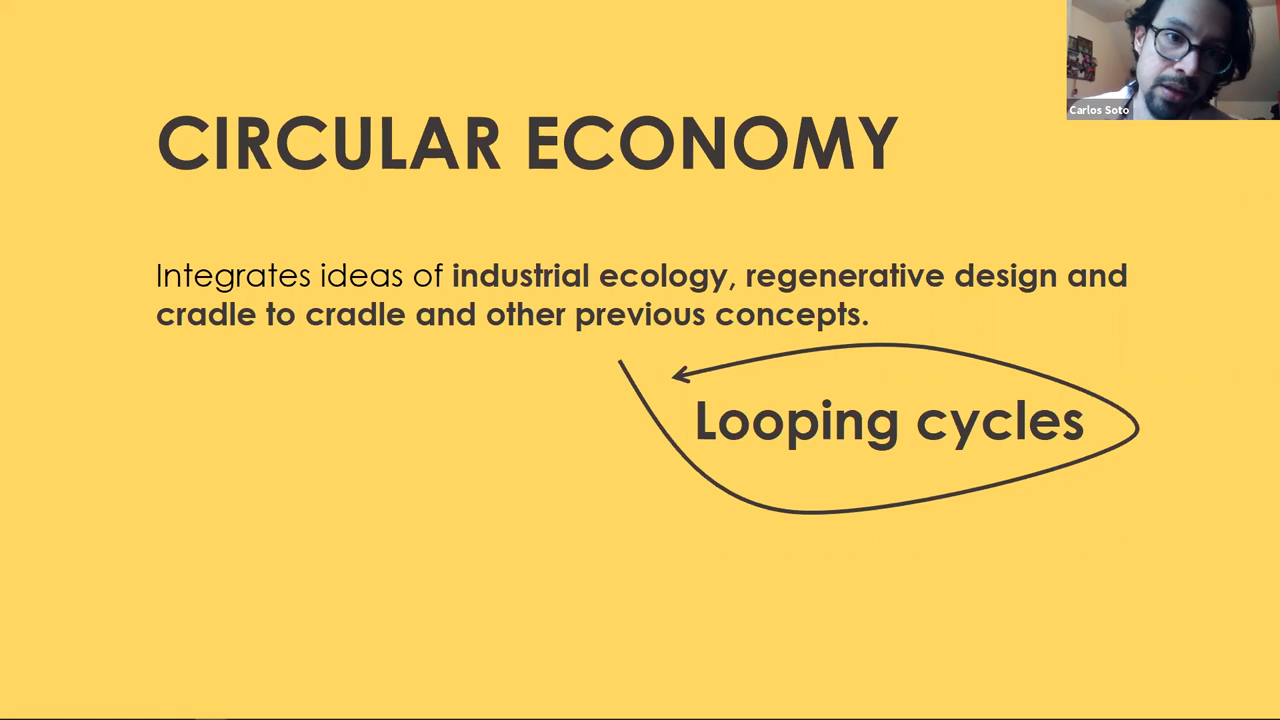 CIRCULAR ECONOMY
Integrates ideas of industrial ecology, regenerative design and
cradle to cradle and other previous concepts.
Looping cycles
Carlos Soto